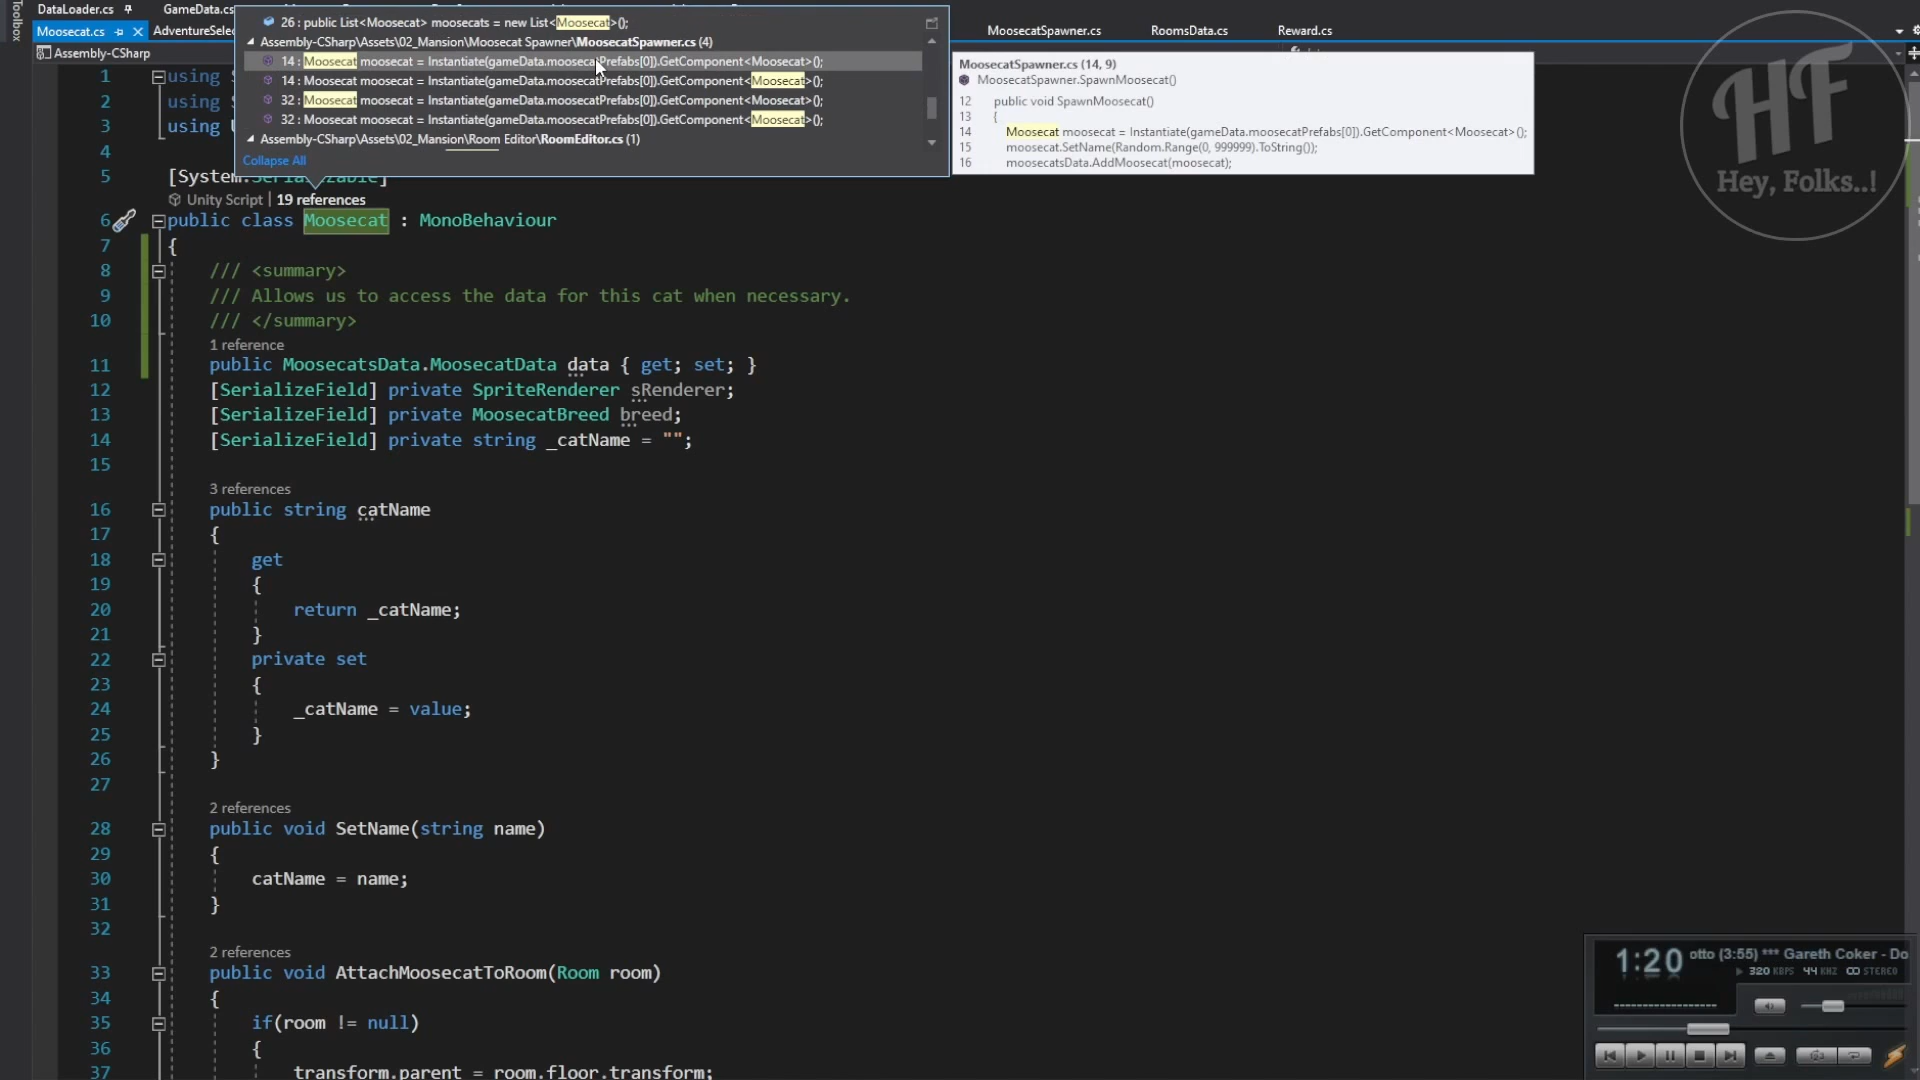 DataLoader.cs
GameData.cs
Toolbox
Moosecat.cs
MoosecatSpawner.cs
RoomsData.cs
Reward.cs
Assembly-CSharp
26 : public List<Moosecat> moosecats = new List<Moosecat>();
Assembly-CSharp\Assets\02_Mansion\Moosecat Spawner\MoosecatSpawner.cs (4)
14 : Moosecat moosecat = Instantiate(gameData.moosecatPrefabs[0]).GetComponent<Moosecat>();
14 : Moosecat moosecat = Instantiate(gameData.moosecatPrefabs[0]).GetComponent<Moosecat>();
32 : Moosecat moosecat = Instantiate(gameData.moosecatPrefabs[0]).GetComponent<Moosecat>();
32 : Moosecat moosecat = Instantiate(gameData.moosecatPrefabs[0]).GetComponent<Moosecat>();
Assembly-CSharp\Assets\02_Mansion\Room Editor\RoomEditor.cs (1)
Collapse All
MoosecatSpawner.cs (14, 9)
MoosecatSpawner.SpawnMoosecat()
12 public void SpawnMoosecat()
13 {
14 Moosecat moosecat = Instantiate(gameData.moosecatPrefabs[0]).GetComponent<Moosecat>();
15 moosecat.SetName(Random.Range(0, 999999).ToString());
16 moosecatsData.AddMoosecat(moosecat);
HF
Hey, Folks..!
1 using
2 using
3 using
4
5 [System.Serializable]
Unity Script | 19 references
6 public class Moosecat : MonoBehaviour
7 {
8 /// <summary>
9 /// Allows us to access the data for this cat when necessary.
10 /// </summary>
1 reference
11 public MoosecatsData.MoosecatData data { get; set; }
12 [SerializeField] private SpriteRenderer sRenderer;
13 [SerializeField] private MoosecatBreed breed;
14 [SerializeField] private string _catName = "";
15
3 references
16 public string catName
17 {
18 get
19 {
20 return _catName;
21 }
22 private set
23 {
24 _catName = value;
25 }
26 }
27
2 references
28 public void SetName(string name)
29 {
30 catName = name;
31 }
32
2 references
33 public void AttachMoosecatToRoom(Room room)
34 {
35 if(room != null)
36 {
37 transform.parent = room.floor.transform;
1:20 otto (3:55) *** Gareth Coker - Do
320 KBPS 44 KHZ STEREO